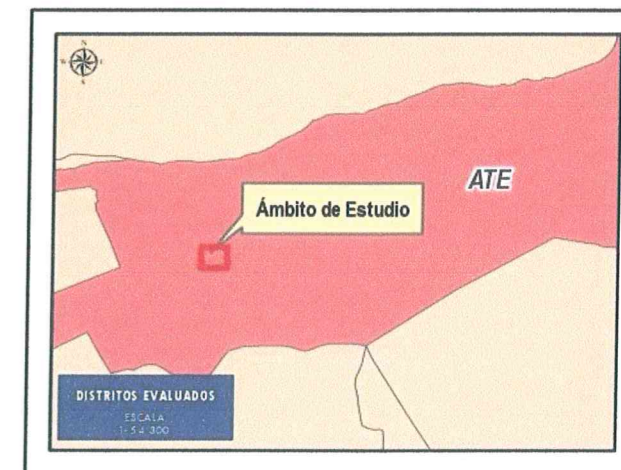 N
W
E
S
ATE
Ámbito de Estudio
DISTRITOS EVALUADOS
ESCALA